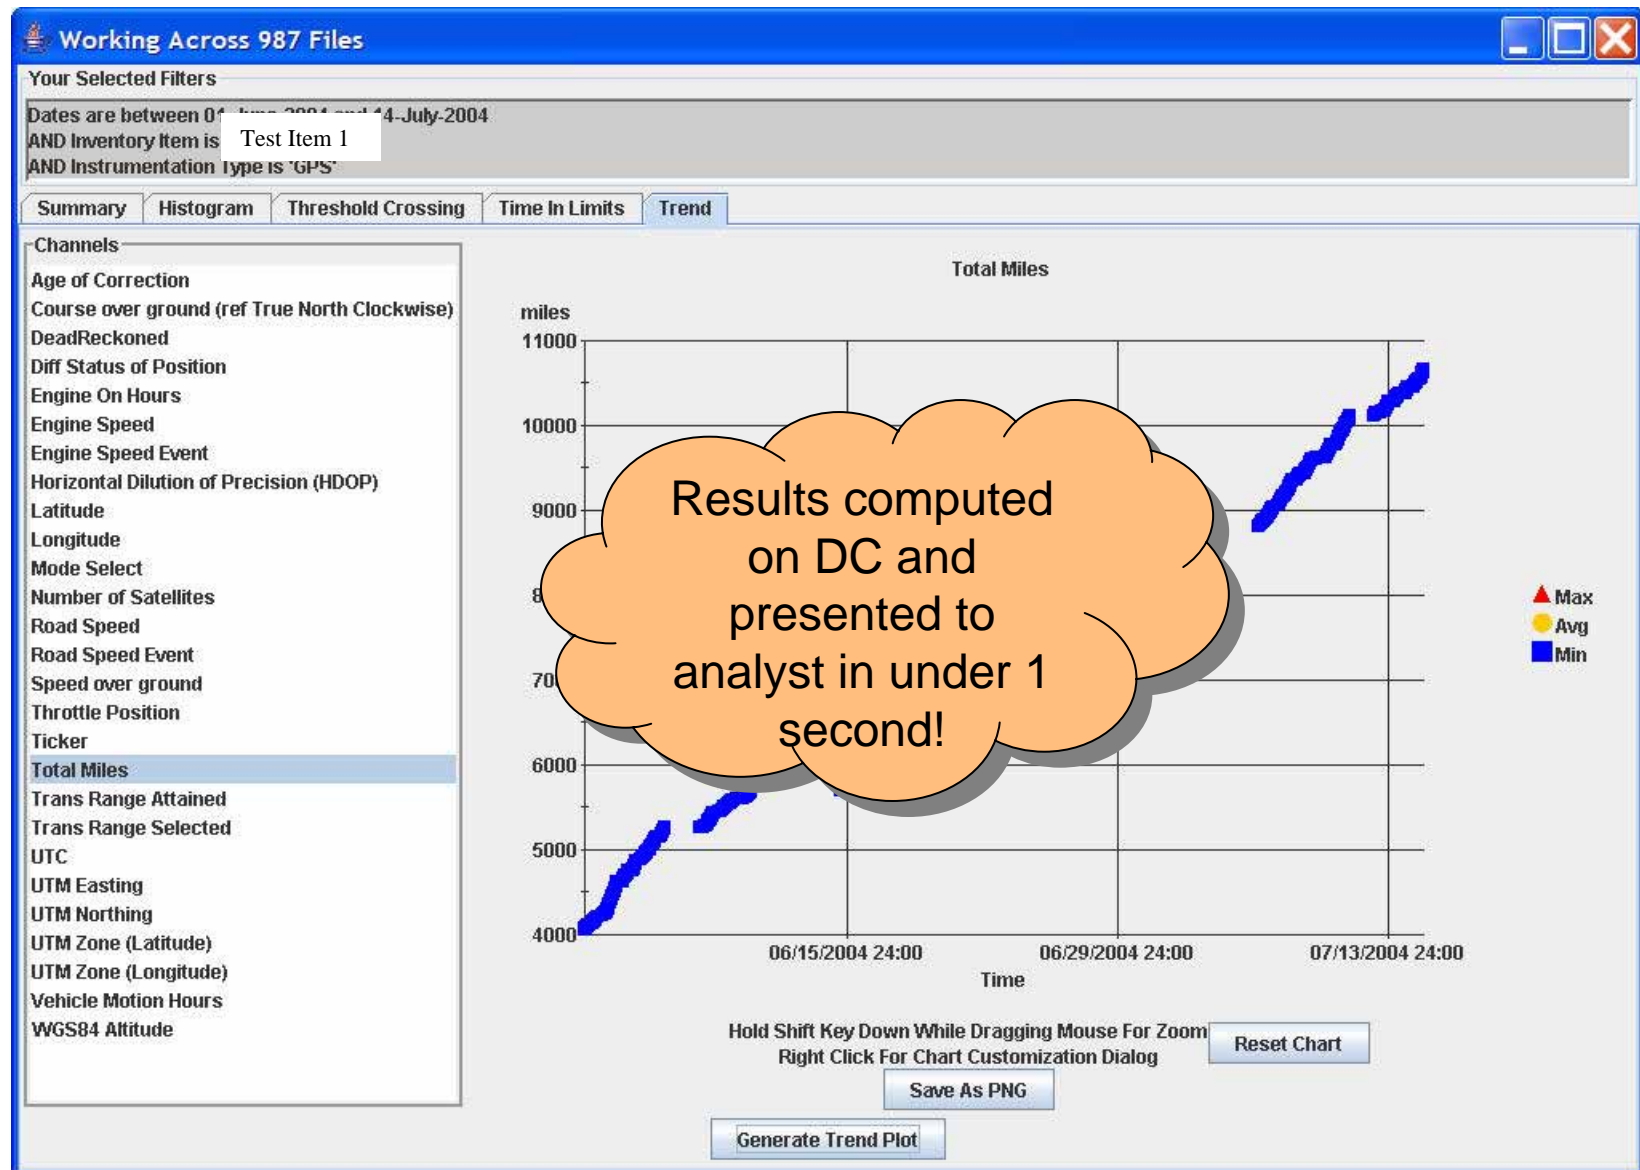 Working Across 987 Files
Your Selected Filters
Dates are between 01-June-2004 and 14-July-2004
AND Inventory Item is Test Item 1
AND Instrumentation Type is 'GPS'
Summary Histogram Threshold Crossing Time In Limits Trend
Channels
Age of Correction
Course over ground (ref True North Clockwise)
DeadReckoned
Diff Status of Position
Engine On Hours
Engine Speed
Engine Speed Event
Horizontal Dilution of Precision (HDOP)
Latitude
Longitude
Mode Select
Number of Satellites
Road Speed
Road Speed Event
Speed over ground
Throttle Position
Ticker
Total Miles
Trans Range Attained
Trans Range Selected
UTC
UTM Easting
UTM Northing
UTM Zone (Latitude)
UTM Zone (Longitude)
Vehicle Motion Hours
WGS84 Altitude
Total Miles
miles
11000
10000
9000
6000
5000
4000
Results computed
on DC and
presented to
analyst in under 1
second!
06/15/2004 24:00 06/29/2004 24:00 07/13/2004 24:00
Time
Max
Avg
Min
Hold Shift Key Down While Dragging Mouse For Zoom
Right Click For Chart Customization Dialog
Reset Chart
Save As PNG
Generate Trend Plot